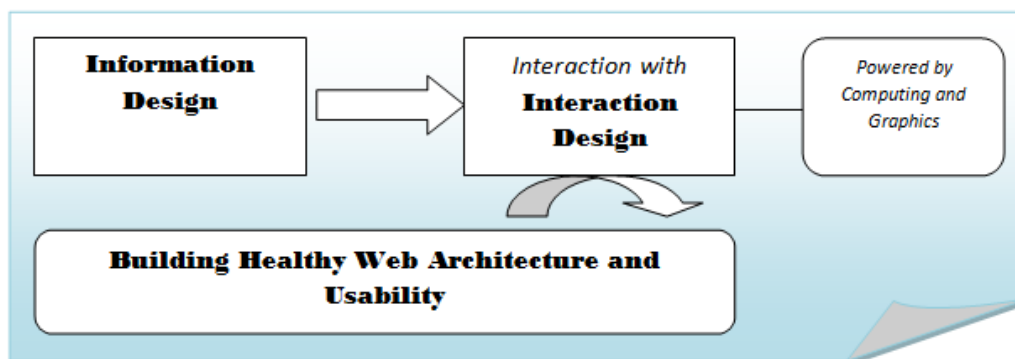 Information
Design
Interaction with
Interaction
Design
Powered by
Computing and
Graphics
Building Healthy Web Architecture and
Usability